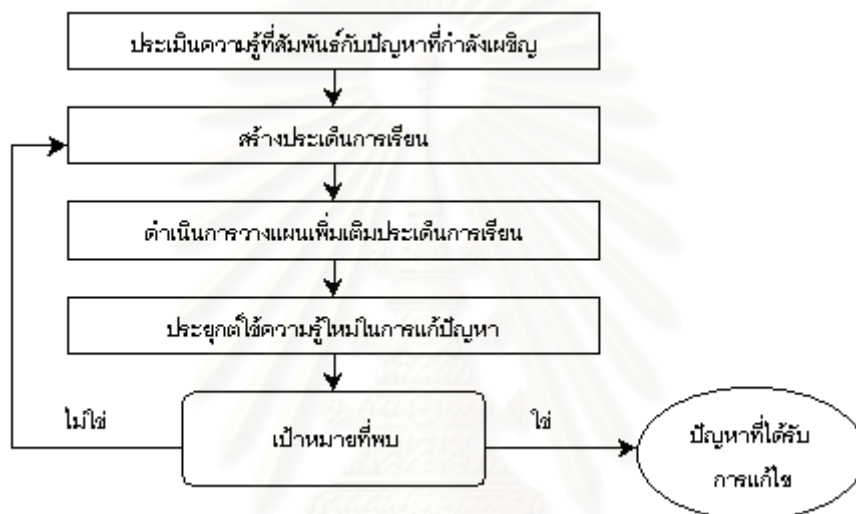 ประเมินความรู้ที่สัมพันธ์กับปัญหาที่กำลังเผชิญ
สร้างประเด็นการเรียน
ดำเนินการวางแผนเพิ่มเติมประเด็นการเรียน
ประยุกต์ใช้ความรู้ใหม่ในการแก้ปัญหา
ไม่ใช่
เป้าหมายที่พบ
ใช่
ปัญหาที่ได้รับ
การแก้ไข